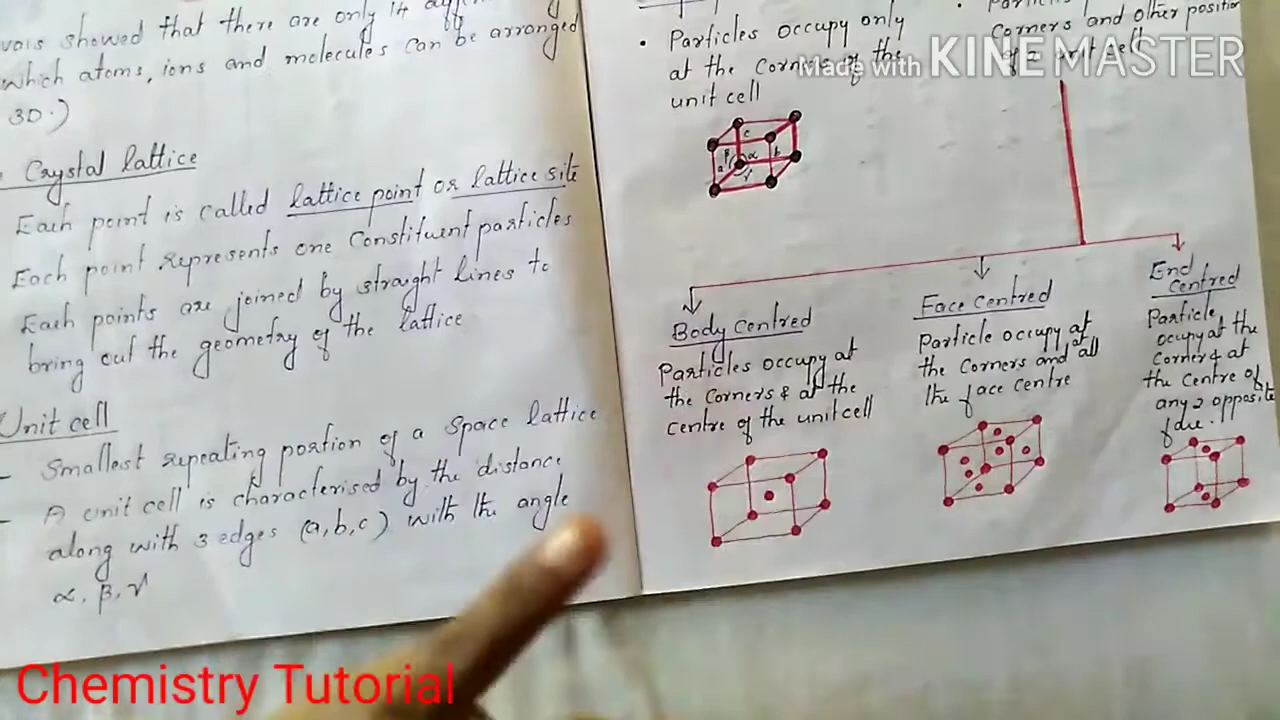 showed that there are only 14
which atoms, ions and molecules can be arranged
3D.)
Crystal lattice
Each point is called lattice point or lattice site
Each point represents one constituent particles
Each points are joined by straight lines to
bring out the geometry of the lattice
Unit cell
- Smallest repeating portion of a space lattice
- A unit cell is characterised by the distance
along with 3 edges (a, b, c) with the angle
α, β, γ
• Particles occupy only
at the corners of the
unit cell
c
β α b
a γ
corners and other position
unit cell
Made with KINEMASTER
Body Centred
Particles occupy at
the corners & at the
centre of the unit cell
Face Centred
Particle occupy at
the corners and at all
the face centre
End
Centred
Particle
ocupy at the
corner & at
the centre of
any 2 opposite
Chemistry Tutorial